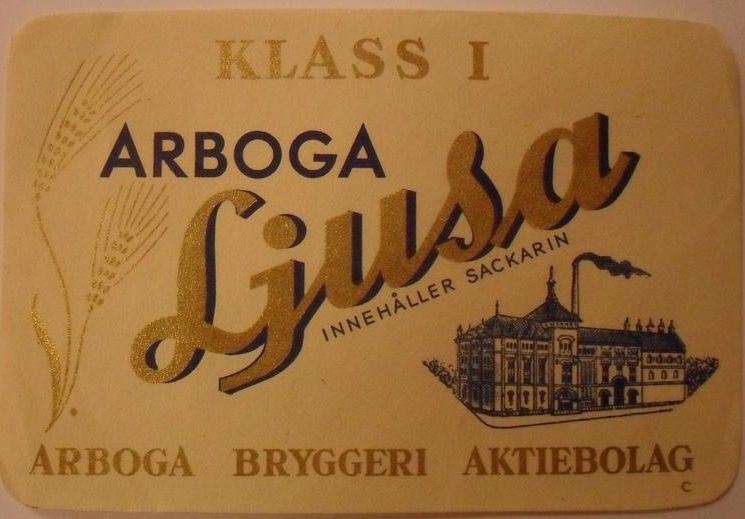 KLASS I
ARBOGA
Ljusa
INNEHÅLLER SACKARIN
ARBOGA BRYGGERI AKTIEBOLAG
C